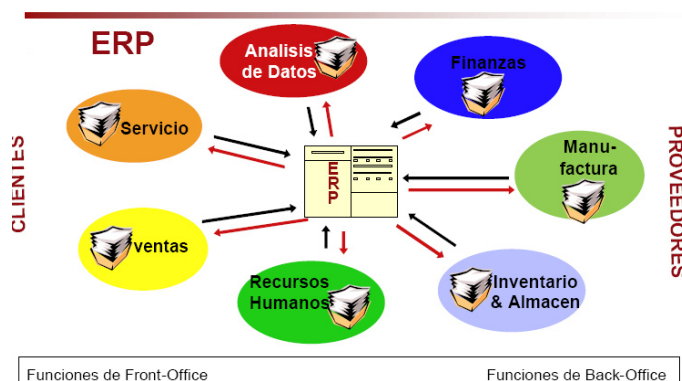 ERP
Analisis
de Datos
Finanzas
Servicio
Manu-
factura
CLIENTES
PROVEEDORES
ERP
ventas
Recursos
Humanos
Inventario
& Almacen
Funciones de Front-Office
Funciones de Back-Office